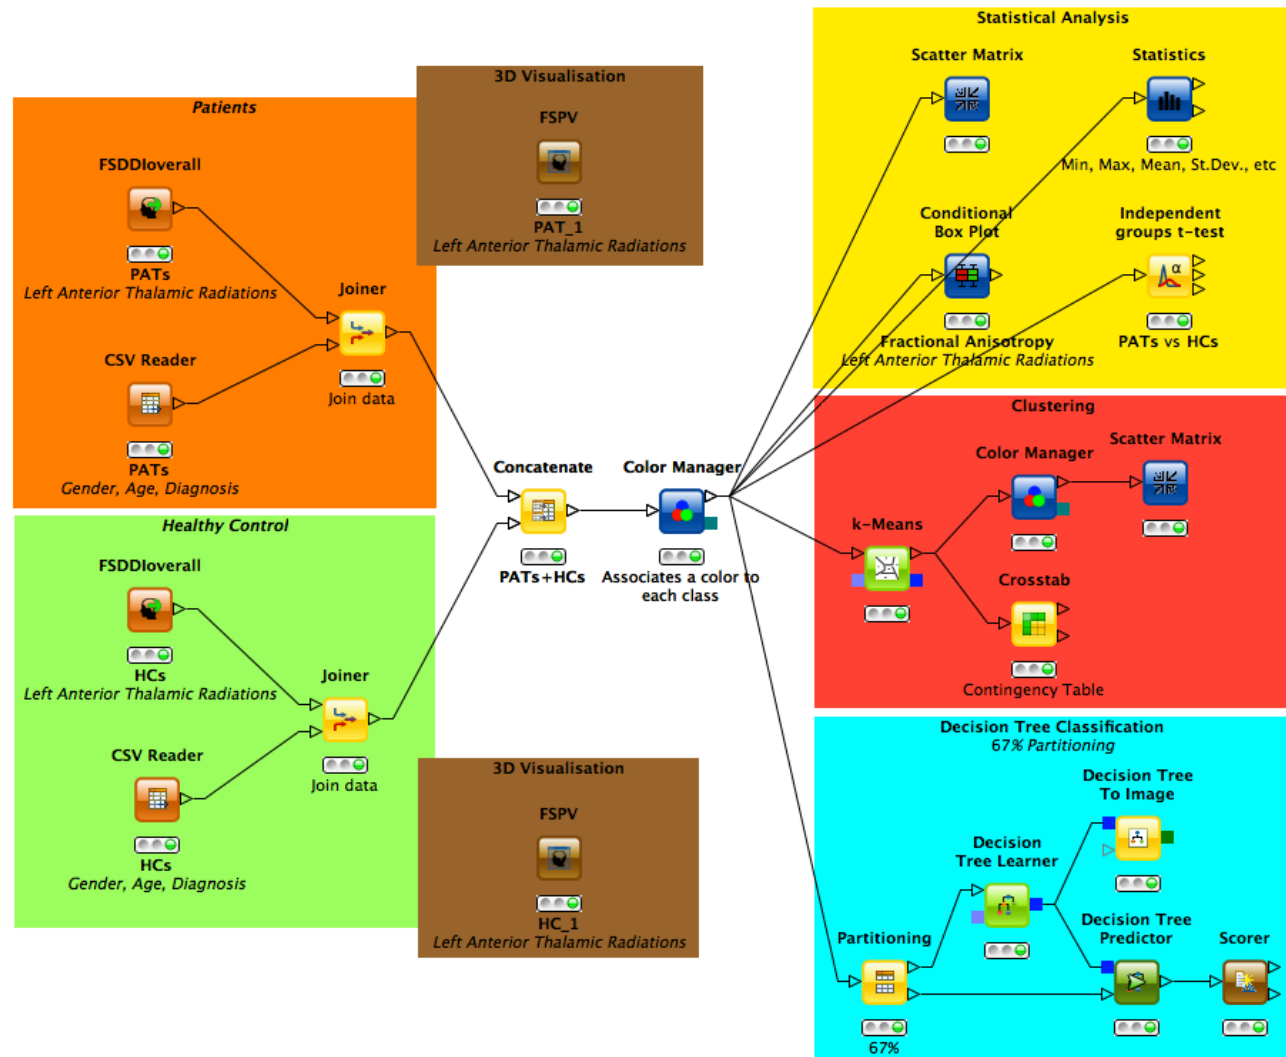 Patients
FSDDIoverall
PATs
Left Anterior Thalamic Radiations
CSV Reader
PATs
Gender, Age, Diagnosis
Joiner
Join data
3D Visualisation
FSPV
PAT_1
Left Anterior Thalamic Radiations
Healthy Control
FSDDIoverall
HCs
Left Anterior Thalamic Radiations
CSV Reader
HCs
Gender, Age, Diagnosis
Joiner
Join data
3D Visualisation
FSPV
HC_1
Left Anterior Thalamic Radiations
Concatenate
PATs+HCs
Color Manager
Associates a color to
each class
Statistical Analysis
Scatter Matrix
Statistics
Min, Max, Mean, St.Dev., etc
Conditional
Box Plot
Fractional Anisotropy
Left Anterior Thalamic Radiations
Independent
groups t-test
α
PATs vs HCs
Clustering
k-Means
Color Manager
Scatter Matrix
Crosstab
Contingency Table
Decision Tree Classification
67% Partitioning
Partitioning
67%
Decision
Tree Learner
Decision Tree
To Image
Decision Tree
Predictor
Scorer